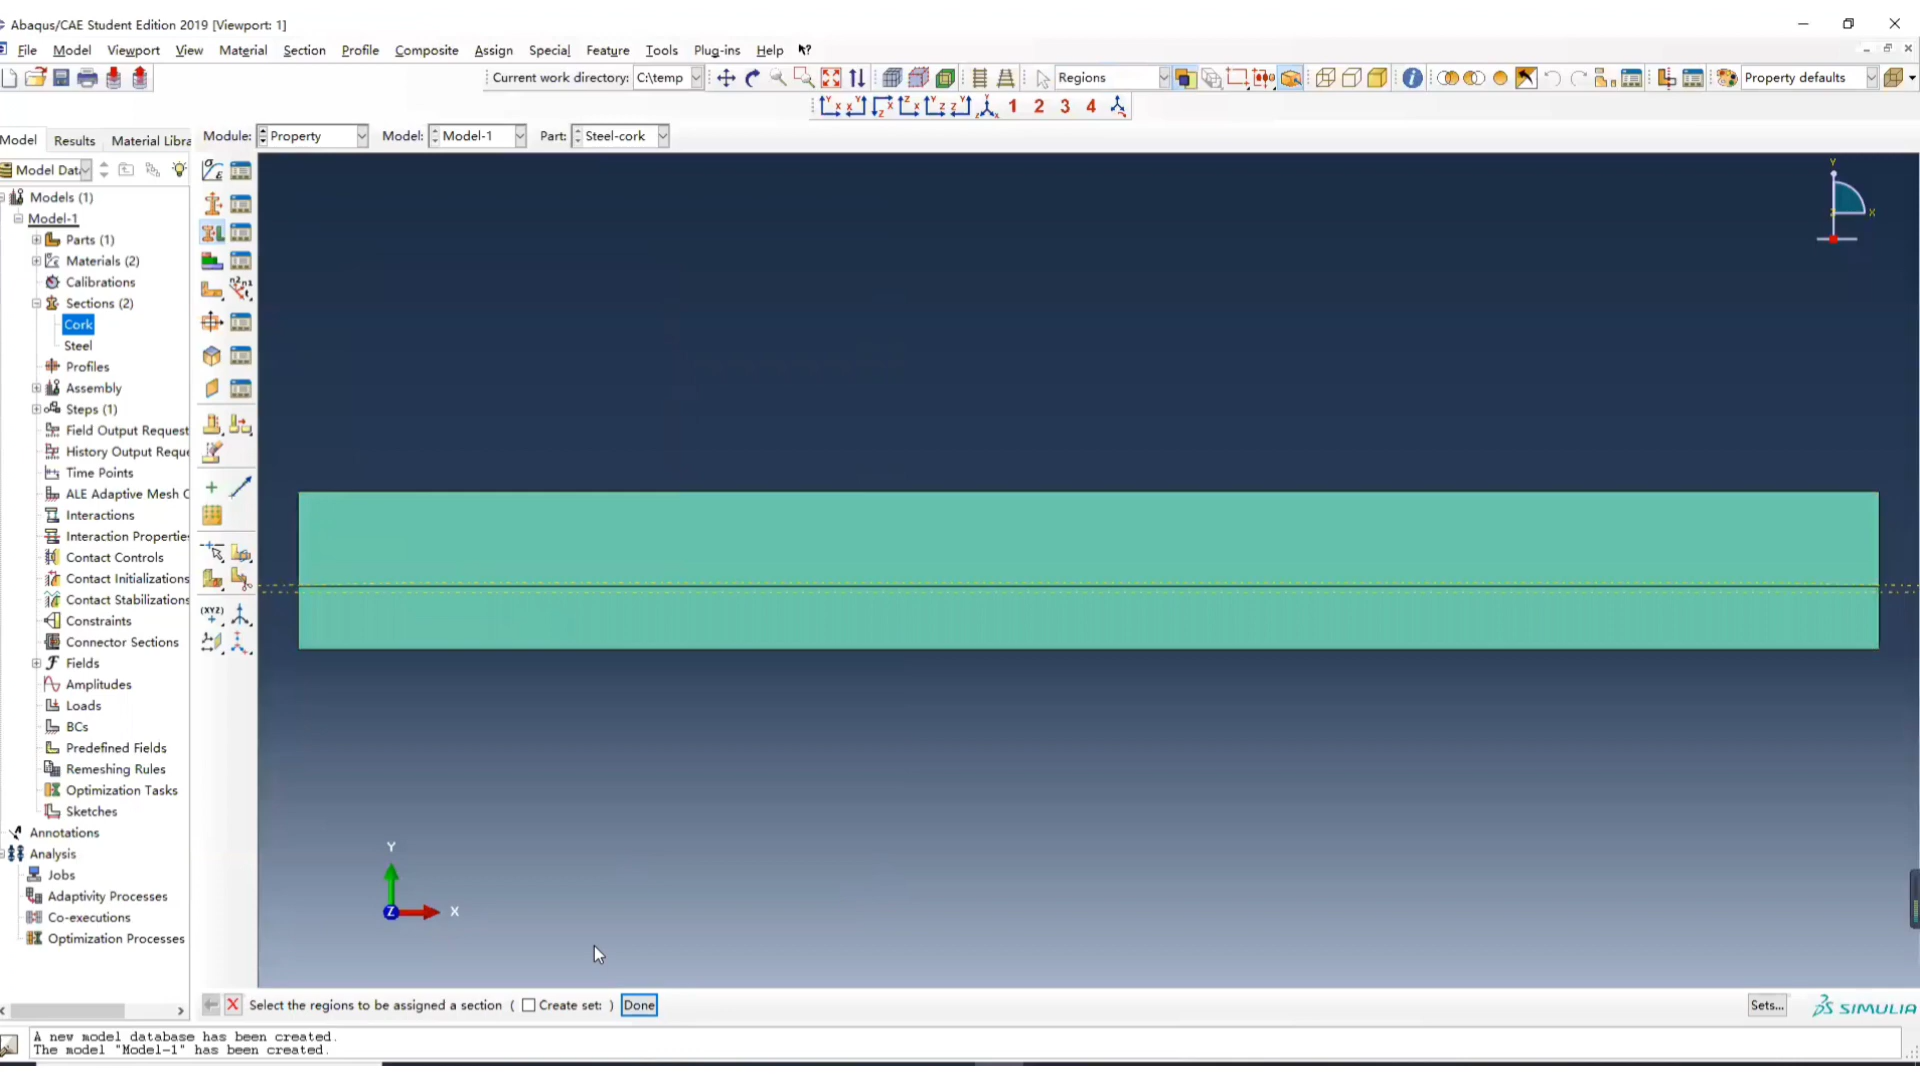 Abaqus/CAE Student Edition 2019 [Viewport: 1]
File Model Viewport View Material Section Profile Composite Assign Special Feature Tools Plug-ins Help
Current work directory: C:\temp Regions Property defaults
1 2 3 4
Model Results Material Libra
Module: Property Model: Model-1 Part: Steel-cork
Model Dat
Models (1)
Model-1
Parts (1)
Materials (2)
Calibrations
Sections (2)
Cork
Steel
Profiles
Assembly
Steps (1)
Field Output Request
History Output Reque
Time Points
ALE Adaptive Mesh C
Interactions
Interaction Propertie
Contact Controls
Contact Initializations
Contact Stabilizations
Constraints
Connector Sections
Fields
Amplitudes
Loads
BCs
Predefined Fields
Remeshing Rules
Optimization Tasks
Sketches
Annotations
Analysis
Jobs
Adaptivity Processes
Co-executions
Optimization Processes
(XYZ)
Y
X
Y
Z
X
Select the regions to be assigned a section ( Create set: ) Done
Sets...
SIMULIA
A new model database has been created.
The model "Model-1" has been created.